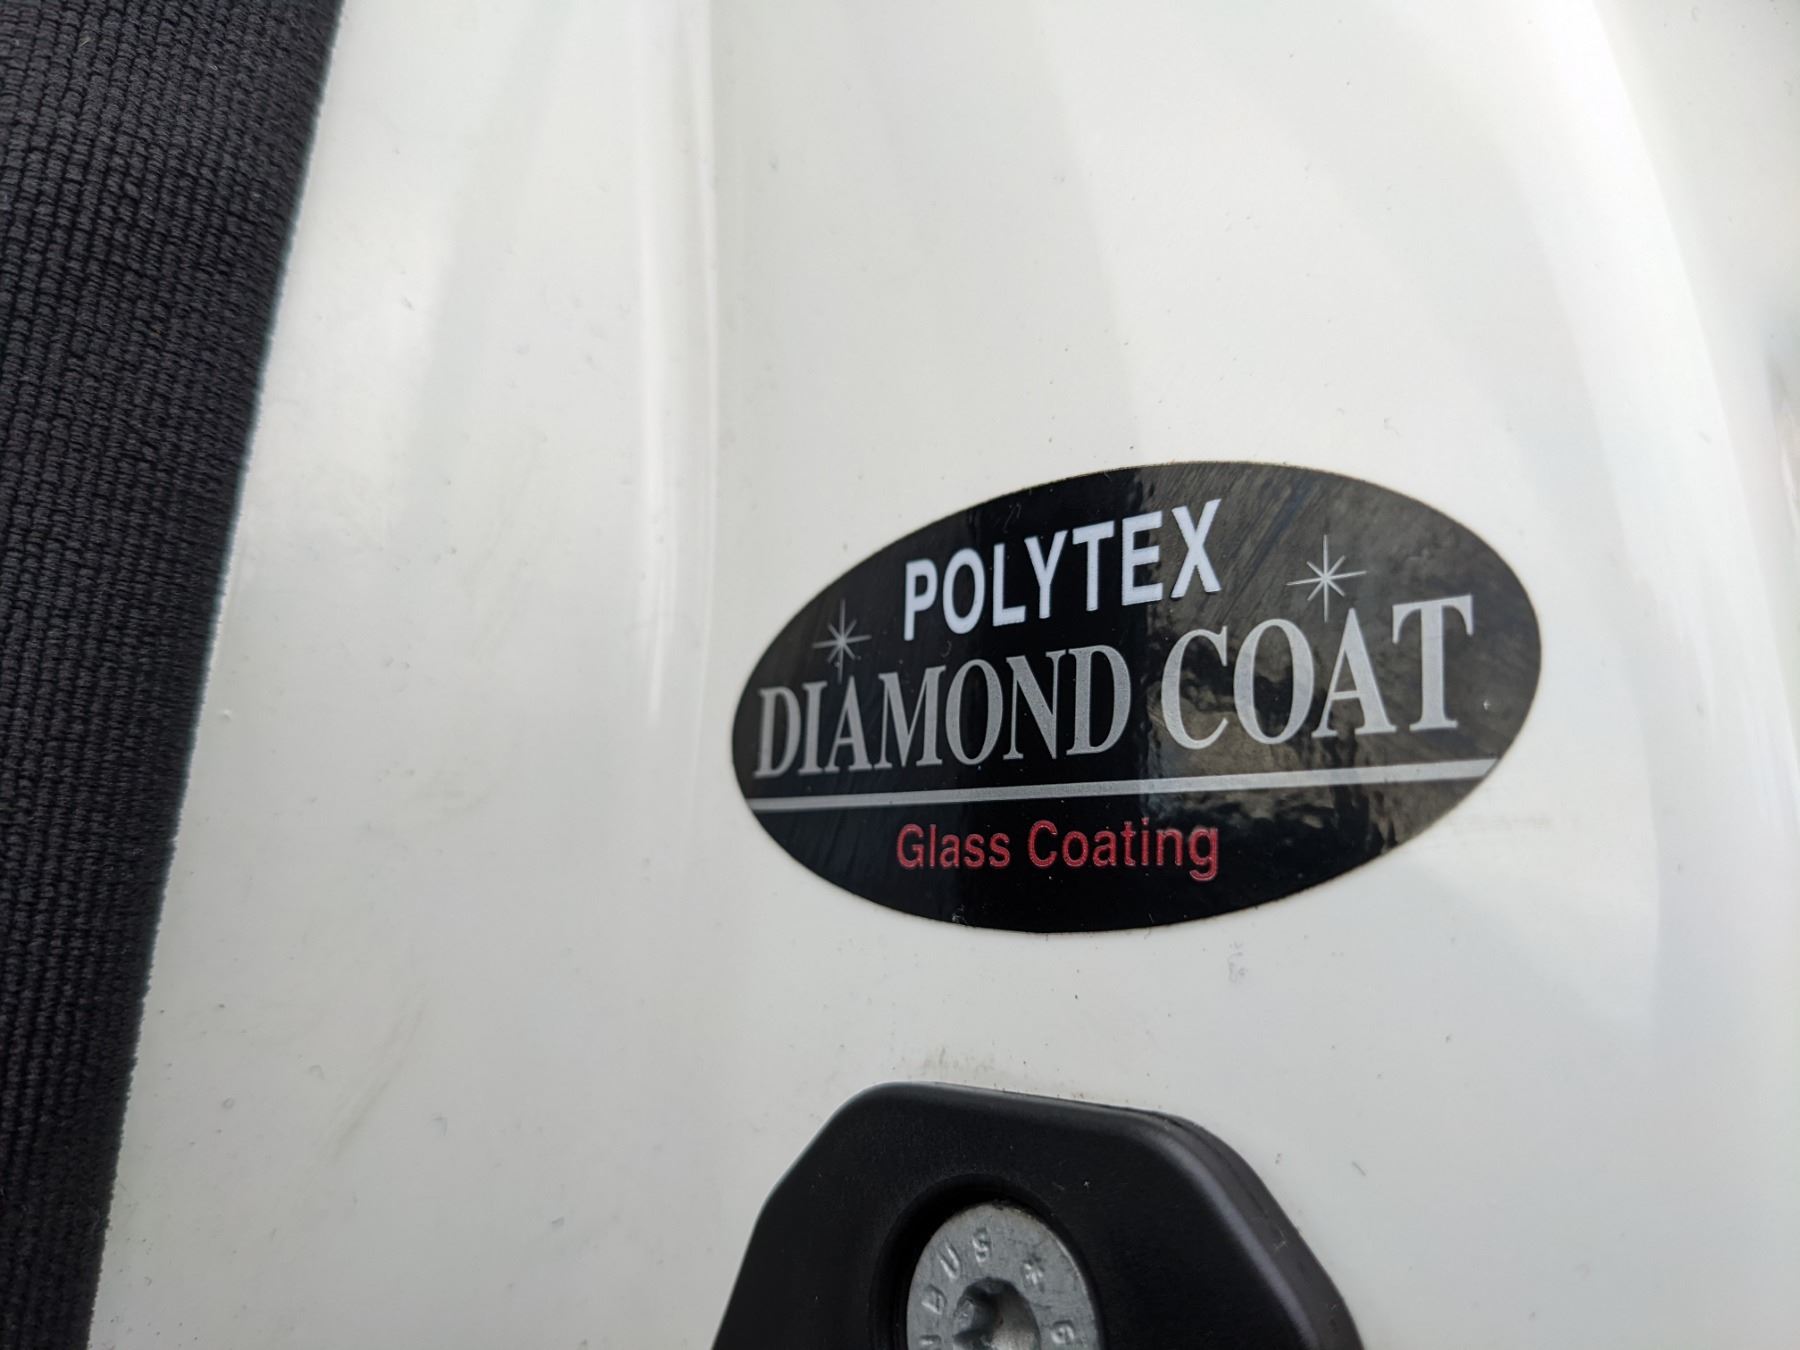 POLYTEX
DIAMOND COAT
Glass Coating